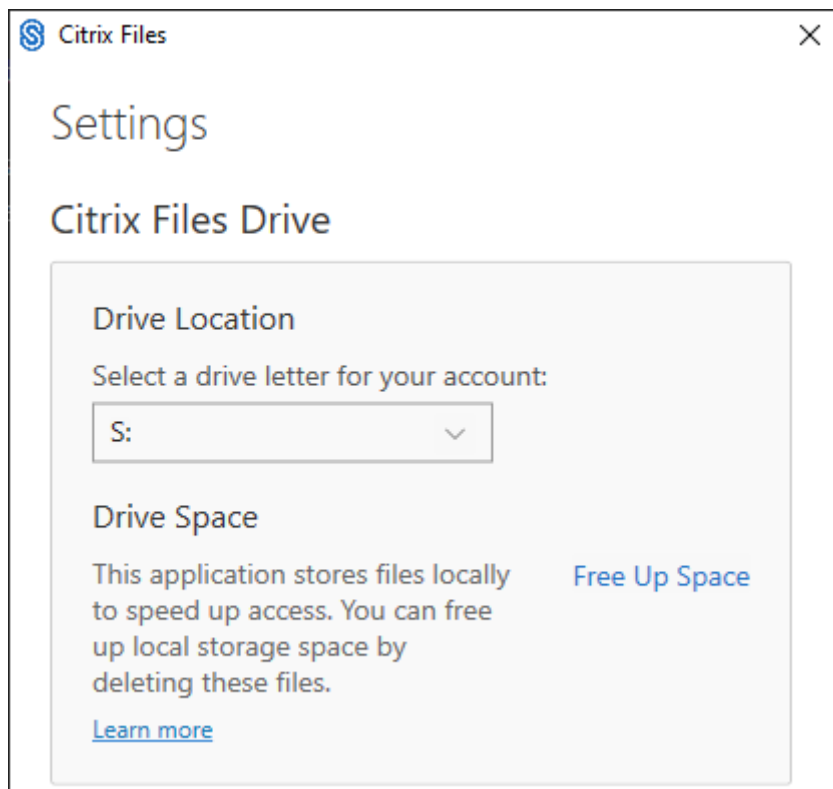 Citrix Files
Settings
Citrix Files Drive
Drive Location
Select a drive letter for your account:
S:
Drive Space
This application stores files locally
to speed up access. You can free
up local storage space by
deleting these files.
Free Up Space
Learn more